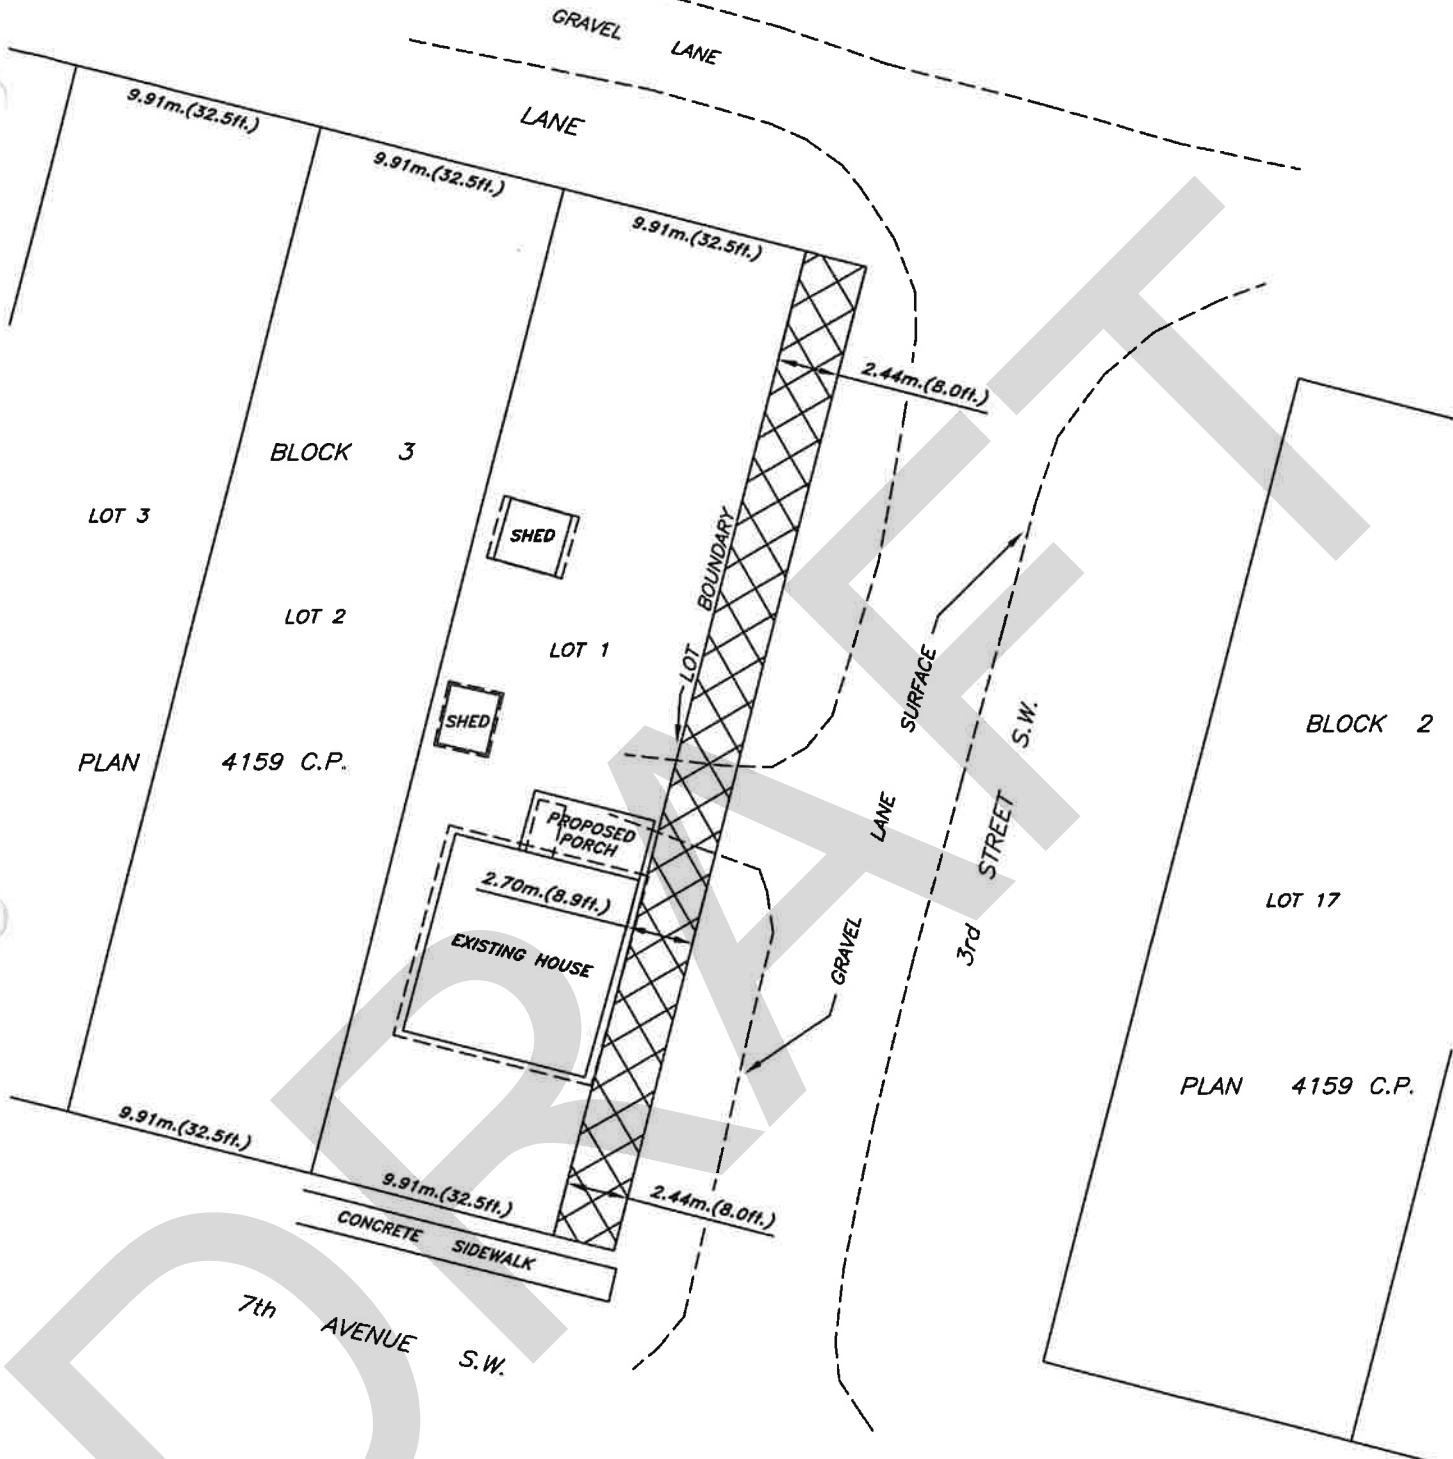 GRAVEL LANE
LANE
9.91m.(32.5ft.)
9.91m.(32.5ft.)
9.91m.(32.5ft.)
2.44m.(8.0ft.)
BLOCK 3
LOT 3
LOT 2
LOT 1
SHED
SHED
LOT BOUNDARY
PLAN 4159 C.P.
PROPOSED
PORCH
2.70m.(8.9ft.)
EXISTING HOUSE
GRAVEL LANE SURFACE
3rd STREET S.W.
BLOCK 2
LOT 17
PLAN 4159 C.P.
9.91m.(32.5ft.)
9.91m.(32.5ft.)
2.44m.(8.0ft.)
CONCRETE SIDEWALK
7th AVENUE S.W.
DRAFT